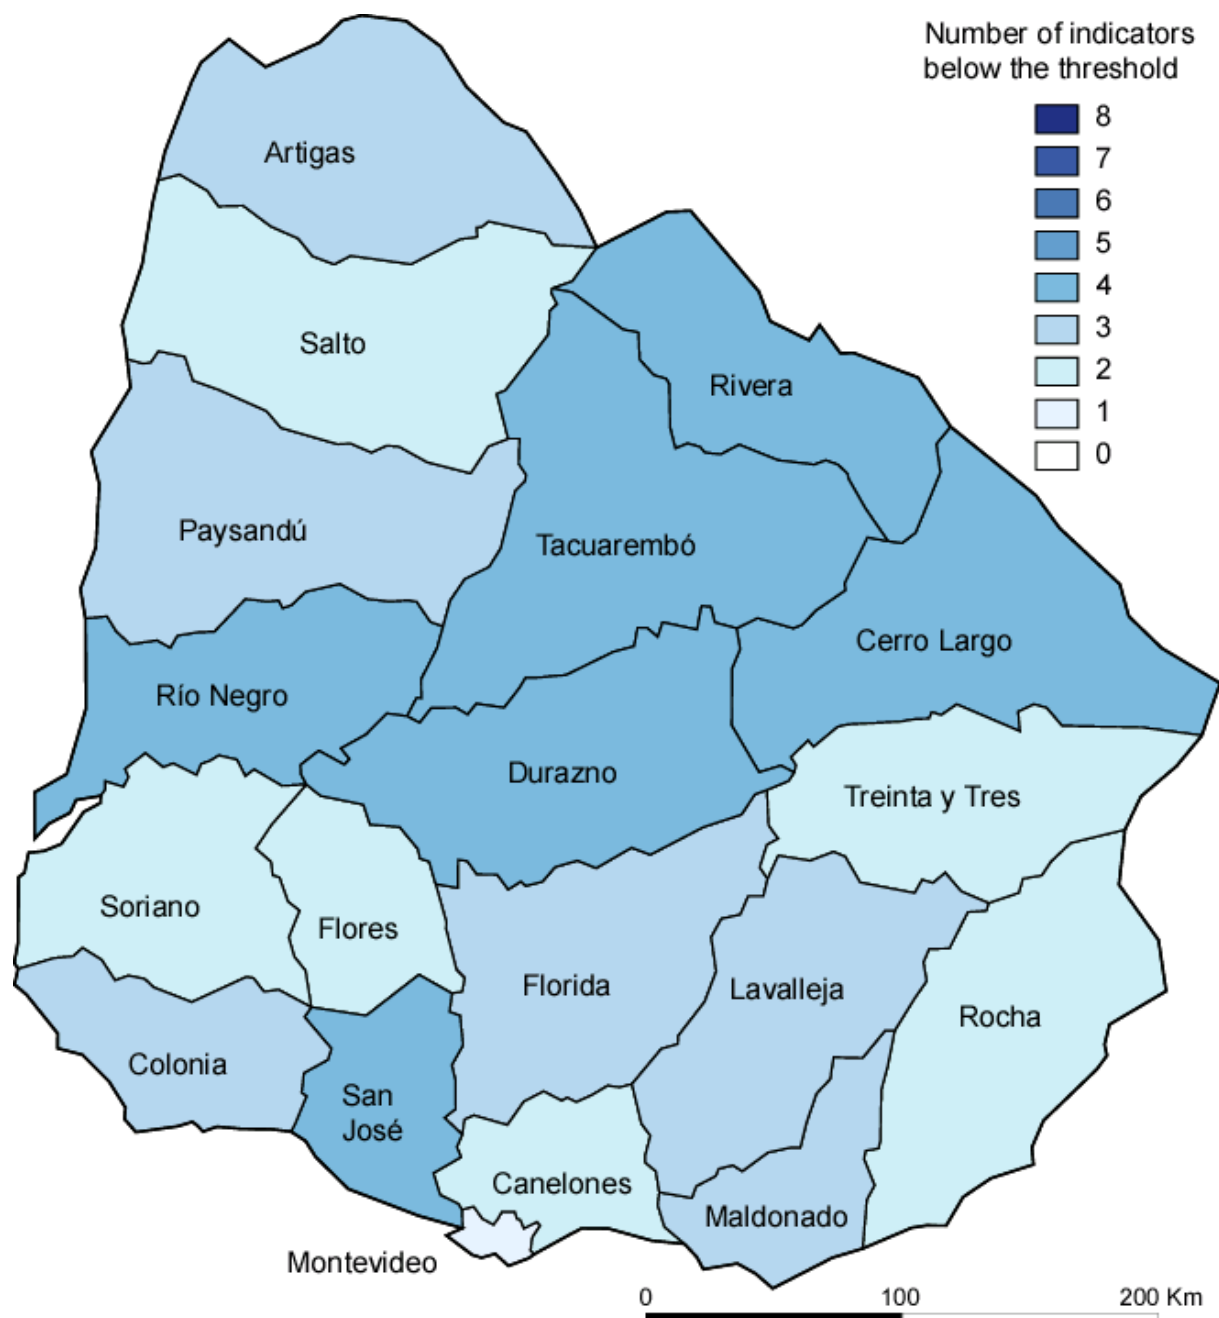 Number of indicators
below the threshold
8
7
6
5
4
3
2
1
0
Artigas
Salto
Rivera
Paysandú
Tacuarembó
Cerro Largo
Río Negro
Durazno
Treinta y Tres
Soriano
Flores
Florida
Lavalleja
Rocha
Colonia
San
José
Canelones
Maldonado
Montevideo
0 100 200 Km